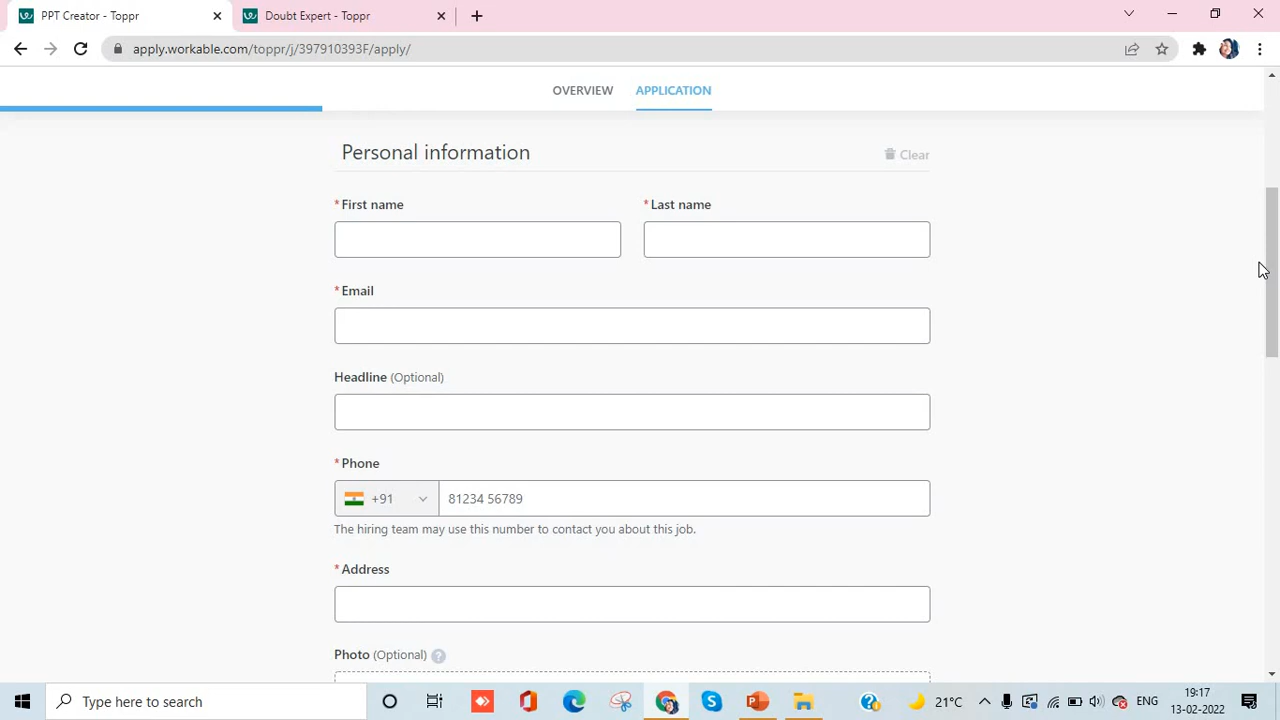 PPT Creator - Toppr
Doubt Expert - Toppr
apply.workable.com/toppr/j/397910393F/apply/
OVERVIEW
APPLICATION
Personal information
Clear
* First name
* Last name
* Email
Headline (Optional)
* Phone
+91
81234 56789
The hiring team may use this number to contact you about this job.
* Address
Photo (Optional) ?
Type here to search
21°C
ENG
19:17
13-02-2022